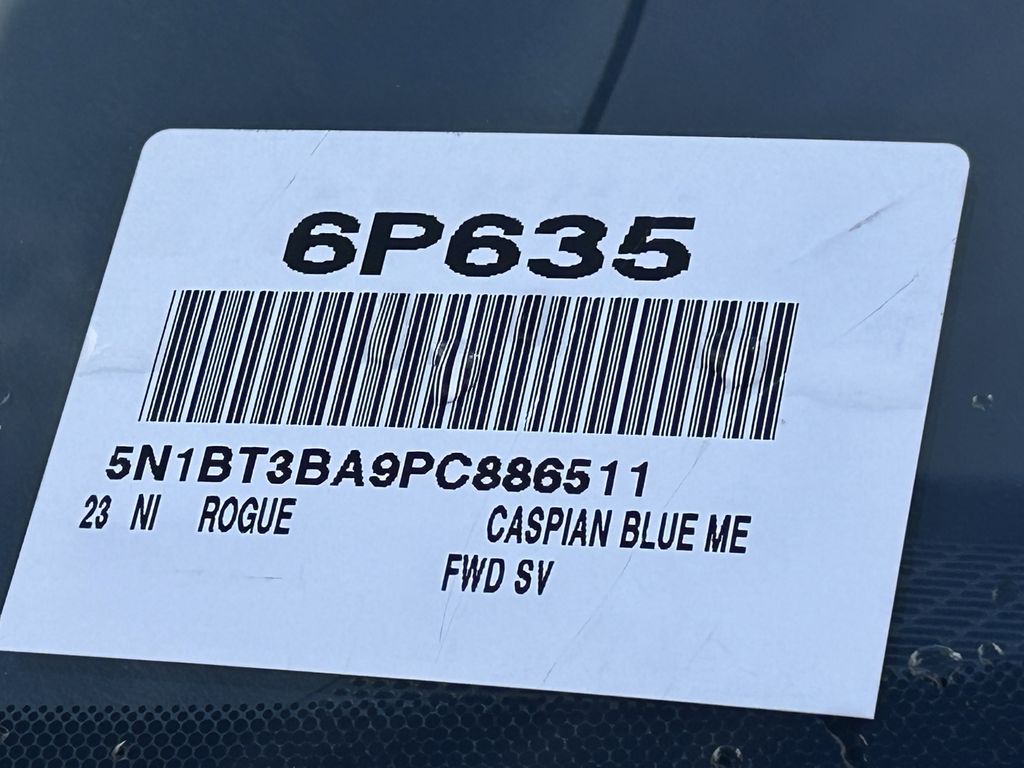 6P635
5N1BT3BA9PC886511
23 NI ROGUE CASPIAN BLUE ME
FWD SV